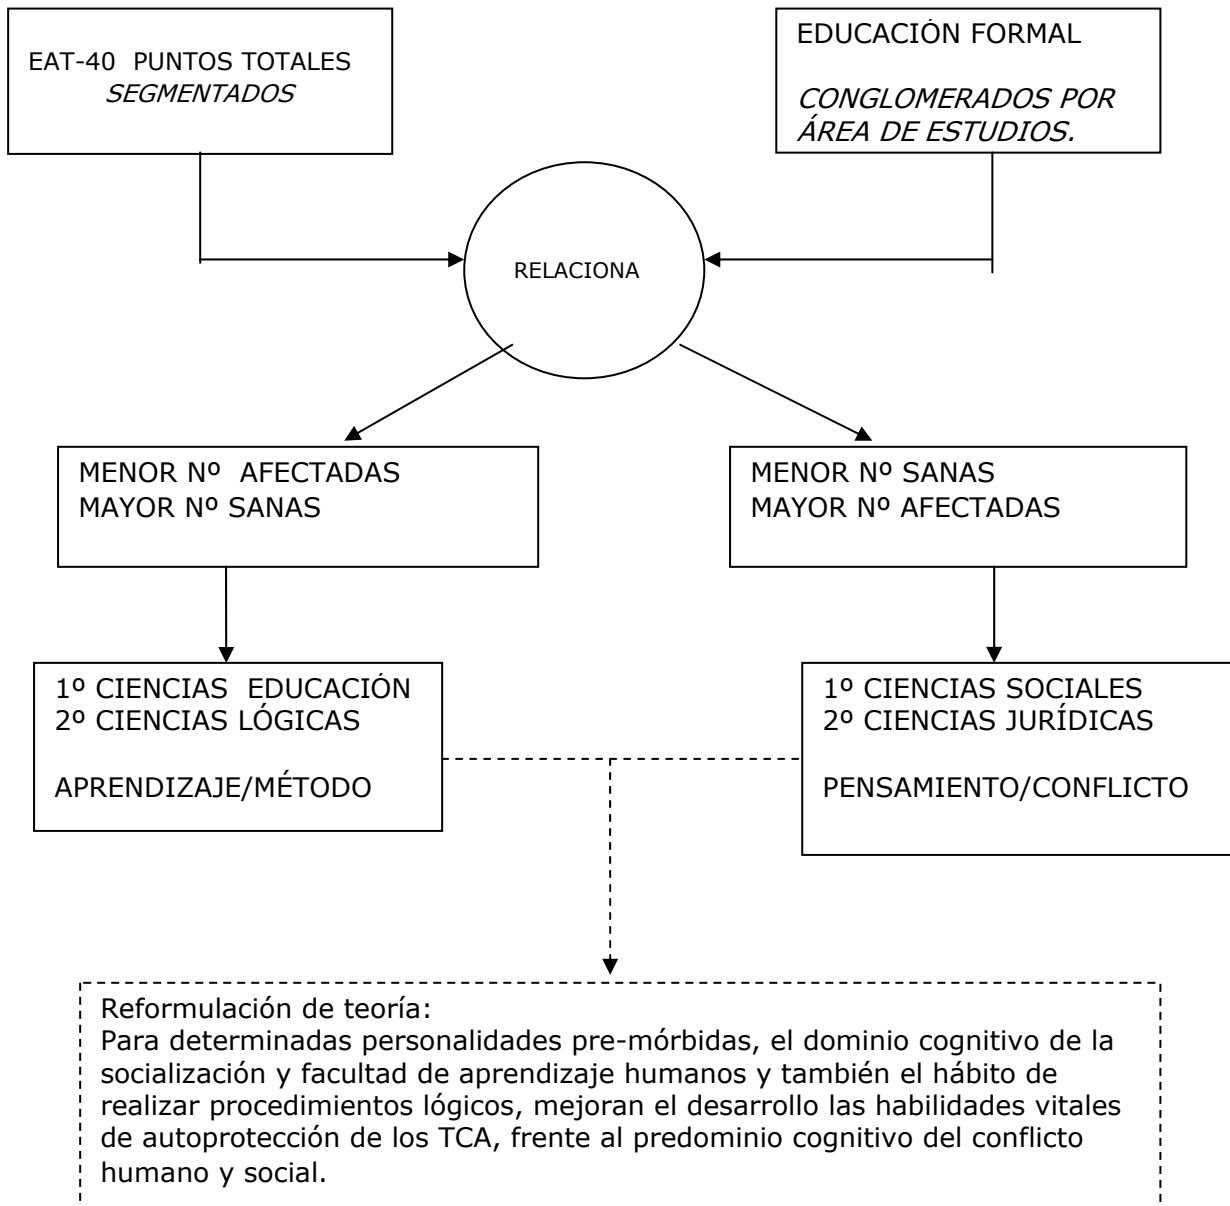 EAT-40 PUNTOS TOTALES
SEGMENTADOS
EDUCACIÓN FORMAL
CONGLOMERADOS POR
ÁREA DE ESTUDIOS.
RELACIONA
MENOR Nº AFECTADAS
MAYOR Nº SANAS
MENOR Nº SANAS
MAYOR Nº AFECTADAS
1º CIENCIAS EDUCACIÓN
2º CIENCIAS LÓGICAS
APRENDIZAJE/MÉTODO
1º CIENCIAS SOCIALES
2º CIENCIAS JURÍDICAS
PENSAMIENTO/CONFLICTO
Reformulación de teoría:
Para determinadas personalidades pre-mórbidas, el dominio cognitivo de la
socialización y facultad de aprendizaje humanos y también el hábito de
realizar procedimientos lógicos, mejoran el desarrollo las habilidades vitales
de autoprotección de los TCA, frente al predominio cognitivo del conflicto
humano y social.